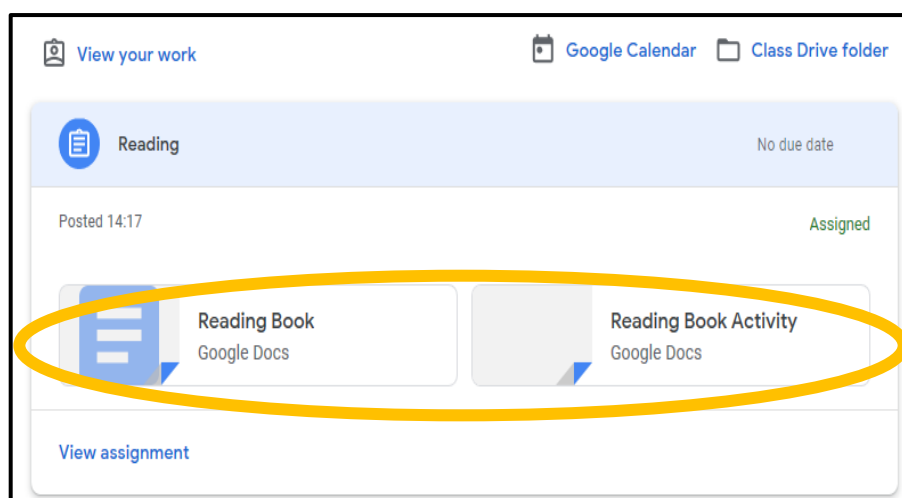 View your work
Google Calendar
Class Drive folder
Reading
No due date
Posted 14:17
Assigned
Reading Book
Google Docs
Reading Book Activity
Google Docs
View assignment